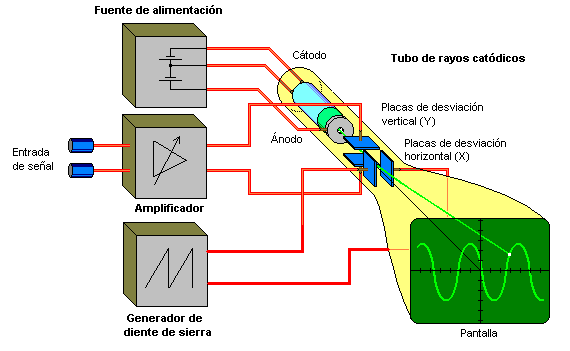 Fuente de alimentación
Cátodo
Tubo de rayos catódicos
Placas de desviación
vertical (Y)
Ánodo
Placas de desviación
horizontal (X)
Entrada
de señal
Amplificador
Generador de
diente de sierra
Pantalla